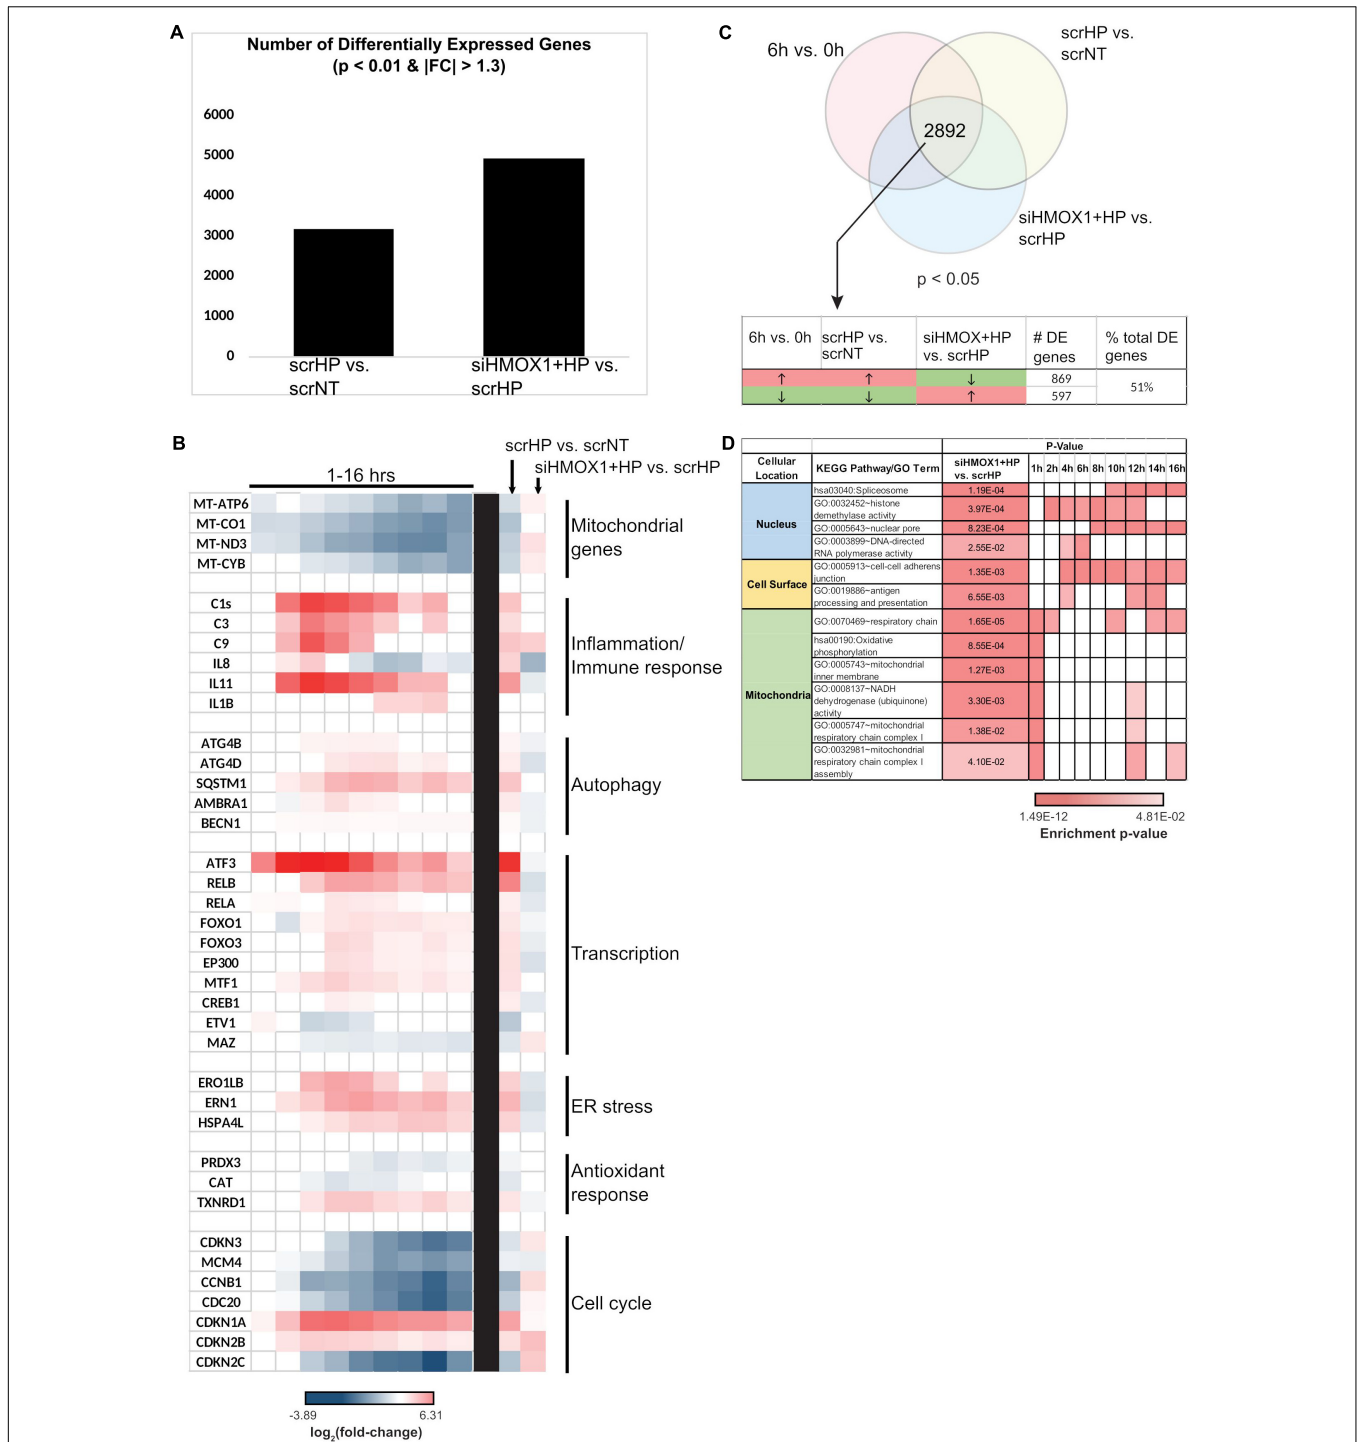 A
Number of Differentially Expressed Genes
(p < 0.01 & |FC| > 1.3)
6000
5000
4000
3000
2000
1000
0
scrHP vs.
scrNT
siHMOX1+HP vs.
scrHP
B
1-16 hrs
scrHP vs. scrNT
siHMOX1+HP vs. scrHP
MT-ATP6
MT-CO1
MT-ND3
MT-CYB
Mitochondrial
genes
C1s
C3
C9
IL8
IL11
IL1B
Inflammation/
Immune response
ATG4B
ATG4D
SQSTM1
AMBRA1
BECN1
Autophagy
ATF3
RELB
RELA
FOXO1
FOXO3
EP300
MTF1
CREB1
ETV1
MAZ
Transcription
ERO1LB
ERN1
HSPA4L
ER stress
PRDX3
CAT
TXNRD1
Antioxidant
response
CDKN3
MCM4
CCNB1
CDC20
CDKN1A
CDKN2B
CDKN2C
Cell cycle
-3.89 6.31
log2(fold-change)
C
6h vs. 0h
scrHP vs.
scrNT
2892
siHMOX1+HP vs.
scrHP
p < 0.05
6h vs. 0h scrHP vs. scrNT siHMOX+HP vs. scrHP # DE genes % total DE genes
↑ ↑ ↓ 869
51%
↓ ↓ ↑ 597
D
P-Value
Cellular Location KEGG Pathway/GO Term siHMOX1+HP vs. scrHP 1h 2h 4h 6h 8h 10h 12h 14h 16h
Nucleus
hsa03040:Spliceosome 1.19E-04
GO:0032452~histone demethylase activity 3.97E-04
GO:0005643~nuclear pore 8.23E-04
GO:0003899~DNA-directed RNA polymerase activity 2.55E-02
Cell Surface
GO:0005913~cell-cell adherens junction 1.35E-03
GO:0019886~antigen processing and presentation 6.55E-03
Mitochondria
GO:0070469~respiratory chain 1.65E-05
hsa00190:Oxidative phosphorylation 8.55E-04
GO:0005743~mitochondrial inner membrane 1.27E-03
GO:0008137~NADH dehydrogenase (ubiquinone) activity 3.30E-03
GO:0005747~mitochondrial respiratory chain complex I 1.38E-02
GO:0032981~mitochondrial respiratory chain complex I assembly 4.10E-02
1.49E-12 4.81E-02
Enrichment p-value